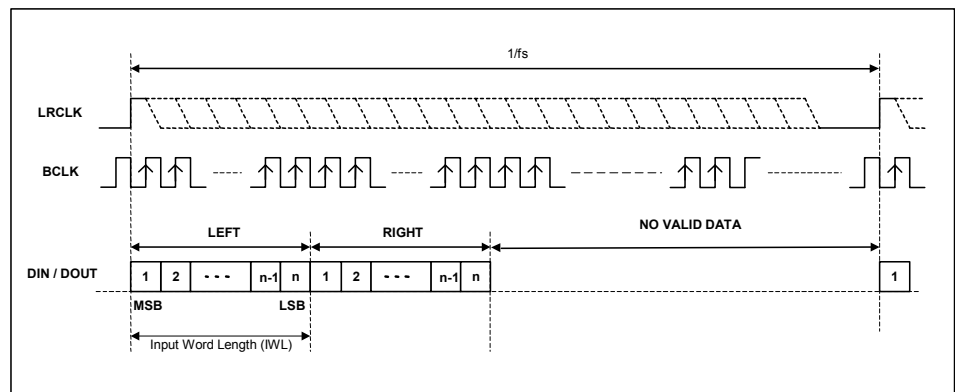 1/fs
LRCLK
BCLK
LEFT RIGHT NO VALID DATA
DIN / DOUT 1 2 - - - n-1 n 1 2 - - - n-1 n 1
MSB LSB
Input Word Length (IWL)